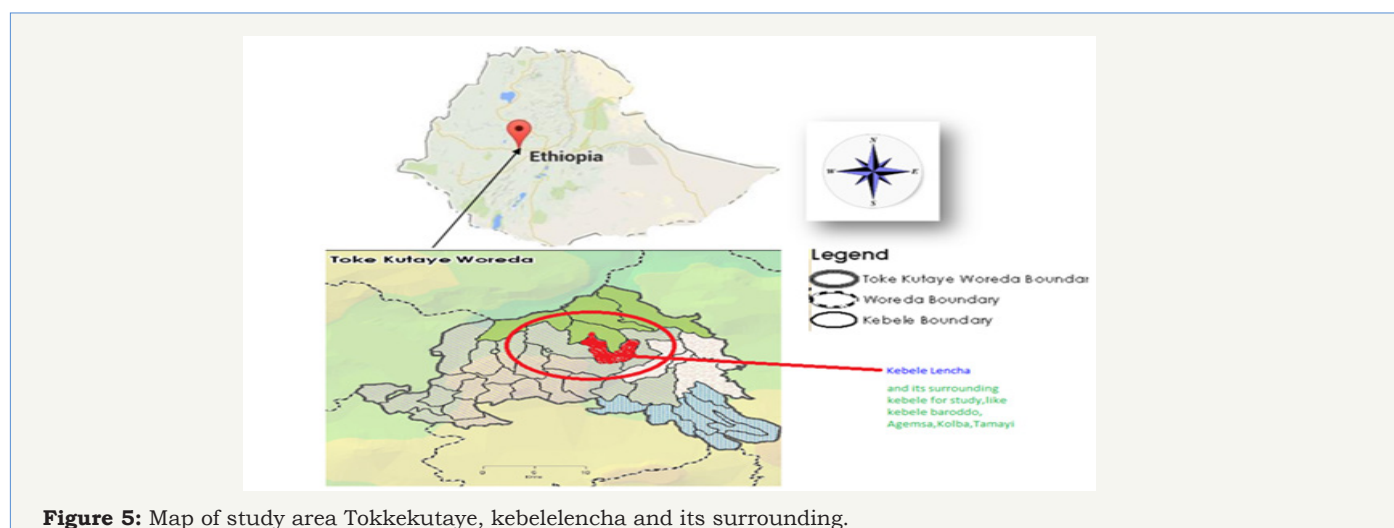 Ethiopia
N
W
E
S
Toke Kutaye Woreda
Legend
Toke Kutaye Woreda Boundar
Woreda Boundary
Kebele Boundary
Kebele Lencha
and its surrounding
kebele for study,like
kebele baroddo,
Agemsa,Kolba,Tamayi
Figure 5: Map of study area Tokkekutaye, kebelelencha and its surrounding.